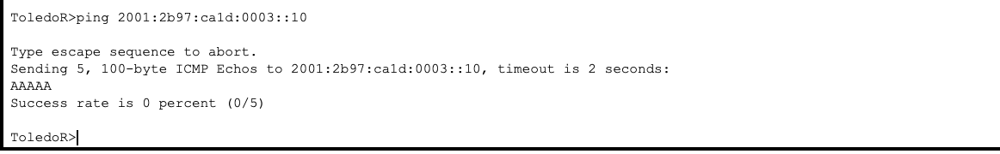 ToledoR>ping 2001:2b97:ca1d:0003::10
Type escape sequence to abort.
Sending 5, 100-byte ICMP Echos to 2001:2b97:ca1d:0003::10, timeout is 2 seconds:
AAAAA
Success rate is 0 percent (0/5)
ToledoR>